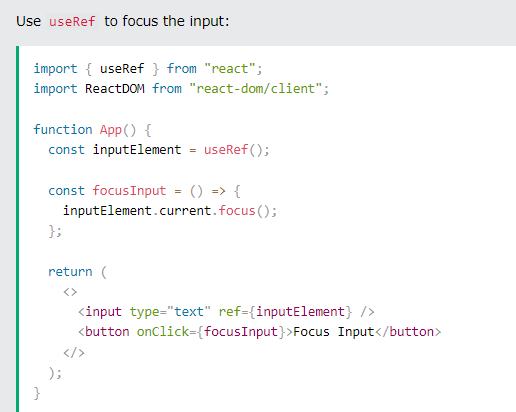 Use useRef to focus the input:
import { useRef } from "react";
import ReactDOM from "react-dom/client";
function App() {
const inputElement = useRef();
const focusInput = () => {
inputElement.current.focus();
};
return (
<>
<input type="text" ref={inputElement} />
<button onClick={focusInput}>Focus Input</button>
</>
);
}